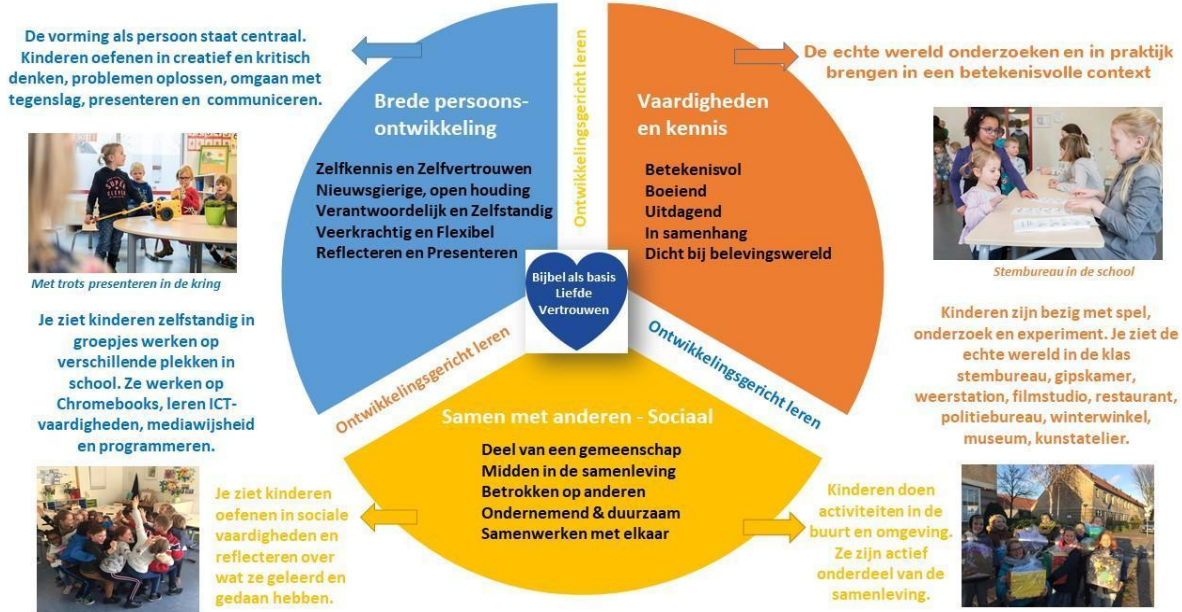 De vorming als persoon staat centraal.
Kinderen oefenen in creatief en kritisch
denken, problemen oplossen, omgaan met
tegenslag, presenteren en communiceren.
Met trots presenteren in de kring
Je ziet kinderen zelfstandig in
groepjes werken op
verschillende plekken in
school. Ze werken op
Chromebooks, leren ICT-
vaardigheden, mediawijsheid
en programmeren.
Brede persoons-
ontwikkeling
Zelfkennis en Zelfvertrouwen
Nieuwsgierige, open houding
Verantwoordelijk en Zelfstandig
Veerkrachtig en Flexibel
Reflecteren en Presenteren
Ontwikkelingsgericht leren
Vaardigheden
en kennis
Betekenisvol
Boeiend
Uitdagend
In samenhang
Dicht bij belevingswereld
De echte wereld onderzoeken en in praktijk
brengen in een betekenisvolle context
Stembureau in de school
Kinderen zijn bezig met spel,
onderzoek en experiment. Je ziet de
echte wereld in de klas
stembureau, gipskamer,
weerstation, filmstudio, restaurant,
politiebureau, winterwinkel,
museum, kunstatelier.
Bijbel als basis
Liefde
Vertrouwen
Ontwikkelingsgericht leren
Ontwikkelingsgericht leren
Samen met anderen - Sociaal
Deel van een gemeenschap
Midden in de samenleving
Betrokken op anderen
Ondernemend & duurzaam
Samenwerken met elkaar
Je ziet kinderen
oefenen in sociale
vaardigheden en
reflecteren over
wat ze geleerd en
gedaan hebben.
Kinderen doen
activiteiten in de
buurt en omgeving.
Ze zijn actief
onderdeel van de
samenleving.